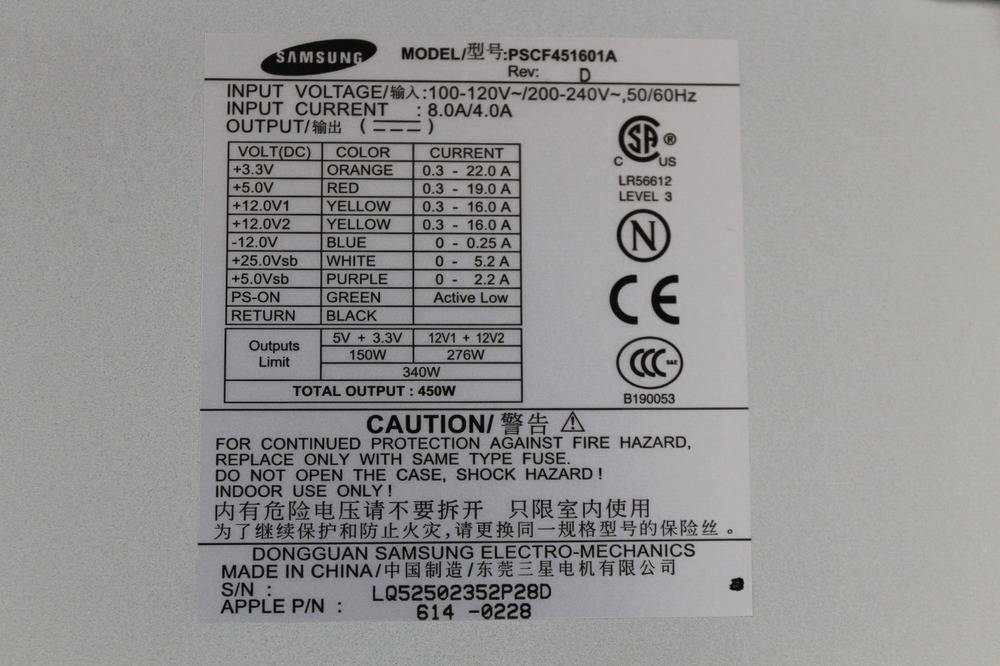 SAMSUNG MODEL/型号:PSCF451601A
Rev: D
INPUT VOLTAGE/输入:100-120V~/200-240V~,50/60Hz
INPUT CURRENT :8.0A/4.0A
OUTPUT/输出 (⎓)
VOLT(DC) COLOR CURRENT
+3.3V ORANGE 0.3 - 22.0 A
+5.0V RED 0.3 - 19.0 A
+12.0V1 YELLOW 0.3 - 16.0 A
+12.0V2 YELLOW 0.3 - 16.0 A
-12.0V BLUE 0 - 0.25 A
+25.0Vsb WHITE 0 - 5.2 A
+5.0Vsb PURPLE 0 - 2.2 A
PS-ON GREEN Active Low
RETURN BLACK
Outputs Limit
5V + 3.3V 12V1 + 12V2
150W 276W
340W
TOTAL OUTPUT : 450W
SA ®
C US
LR56612
LEVEL 3
N
CE
CCC S&E
B190053
CAUTION/警告 ⚠
FOR CONTINUED PROTECTION AGAINST FIRE HAZARD,
REPLACE ONLY WITH SAME TYPE FUSE.
DO NOT OPEN THE CASE, SHOCK HAZARD !
INDOOR USE ONLY !
内有危险电压请不要拆开 只限室内使用
为了继续保护和防止火灾,请更换同一规格型号的保险丝。
DONGGUAN SAMSUNG ELECTRO-MECHANICS
MADE IN CHINA/中国制造/东莞三星电机有限公司
S/N : LQ52502352P28D
APPLE P/N : 614 -0228